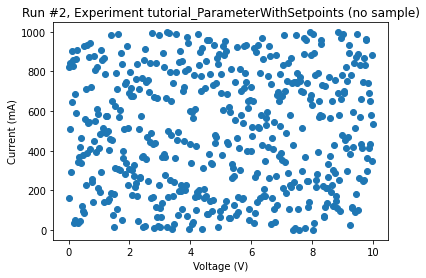 Run #2, Experiment tutorial_ParameterWithSetpoints (no sample)
1000
800
600
400
200
0
Current (mA)
0 2 4 6 8 10
Voltage (V)